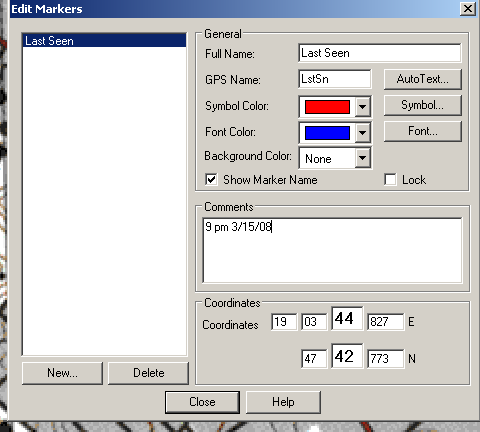 Edit Markers
Last Seen
General
Full Name: Last Seen
GPS Name: LstSn AutoText...
Symbol Color: Symbol...
Font Color: Font...
Background Color: None
Show Marker Name Lock
Comments
9 pm 3/15/08
Coordinates
Coordinates 19 03 44 827 E
47 42 773 N
New... Delete
Close Help